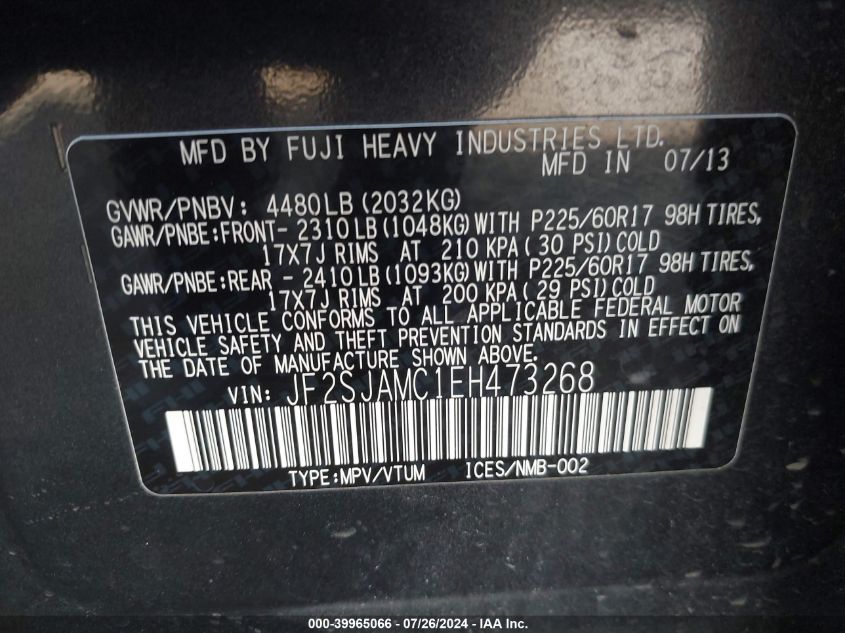 MFD BY FUJI HEAVY INDUSTRIES LTD.
MFD IN 07/13
GVWR/PNBV: 4480LB(2032KG)
GAWR/PNBE:FRONT- 2310LB(1048KG)WITH P225/60R17 98H TIRES,
17X7J RIMS AT 210 KPA(30 PSI)COLD
GAWR/PNBE:REAR - 2410LB(1093KG)WITH P225/60R17 98H TIRES,
17X7J RIMS AT 200 KPA(29 PSI)COLD
THIS VEHICLE CONFORMS TO ALL APPLICABLE FEDERAL MOTOR
VEHICLE SAFETY AND THEFT PREVENTION STANDARDS IN EFFECT ON
THE DATE OF MANUFACTURE SHOWN ABOVE.
VIN: JF2SJAMC1EH473268
TYPE:MPV/VTUM ICES/NMB-002
000-39965066 - 07/26/2024 - IAA, Inc.